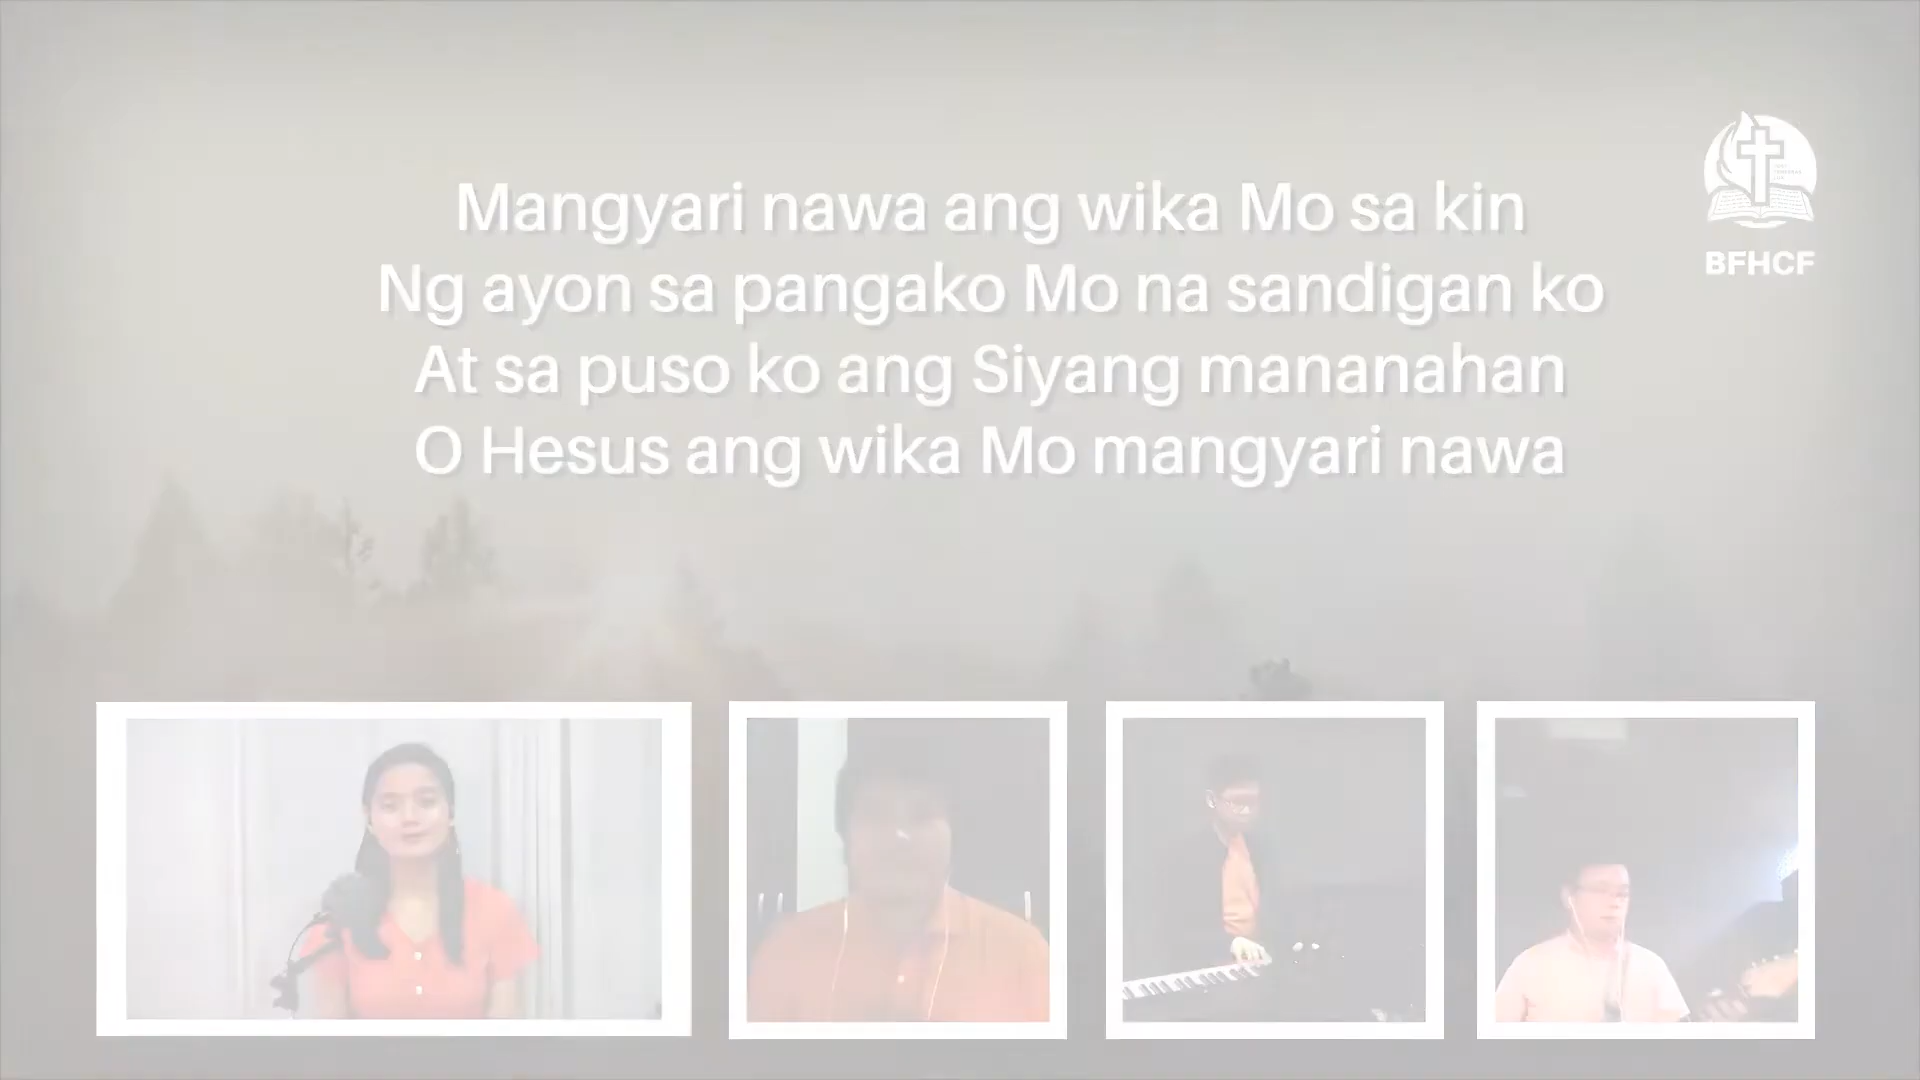 Mangyari nawa ang wika Mo sa kin
Ng ayon sa pangako Mo na sandigan ko
At sa puso ko ang Siyang mananahan
O Hesus ang wika Mo mangyari nawa
BFHCF